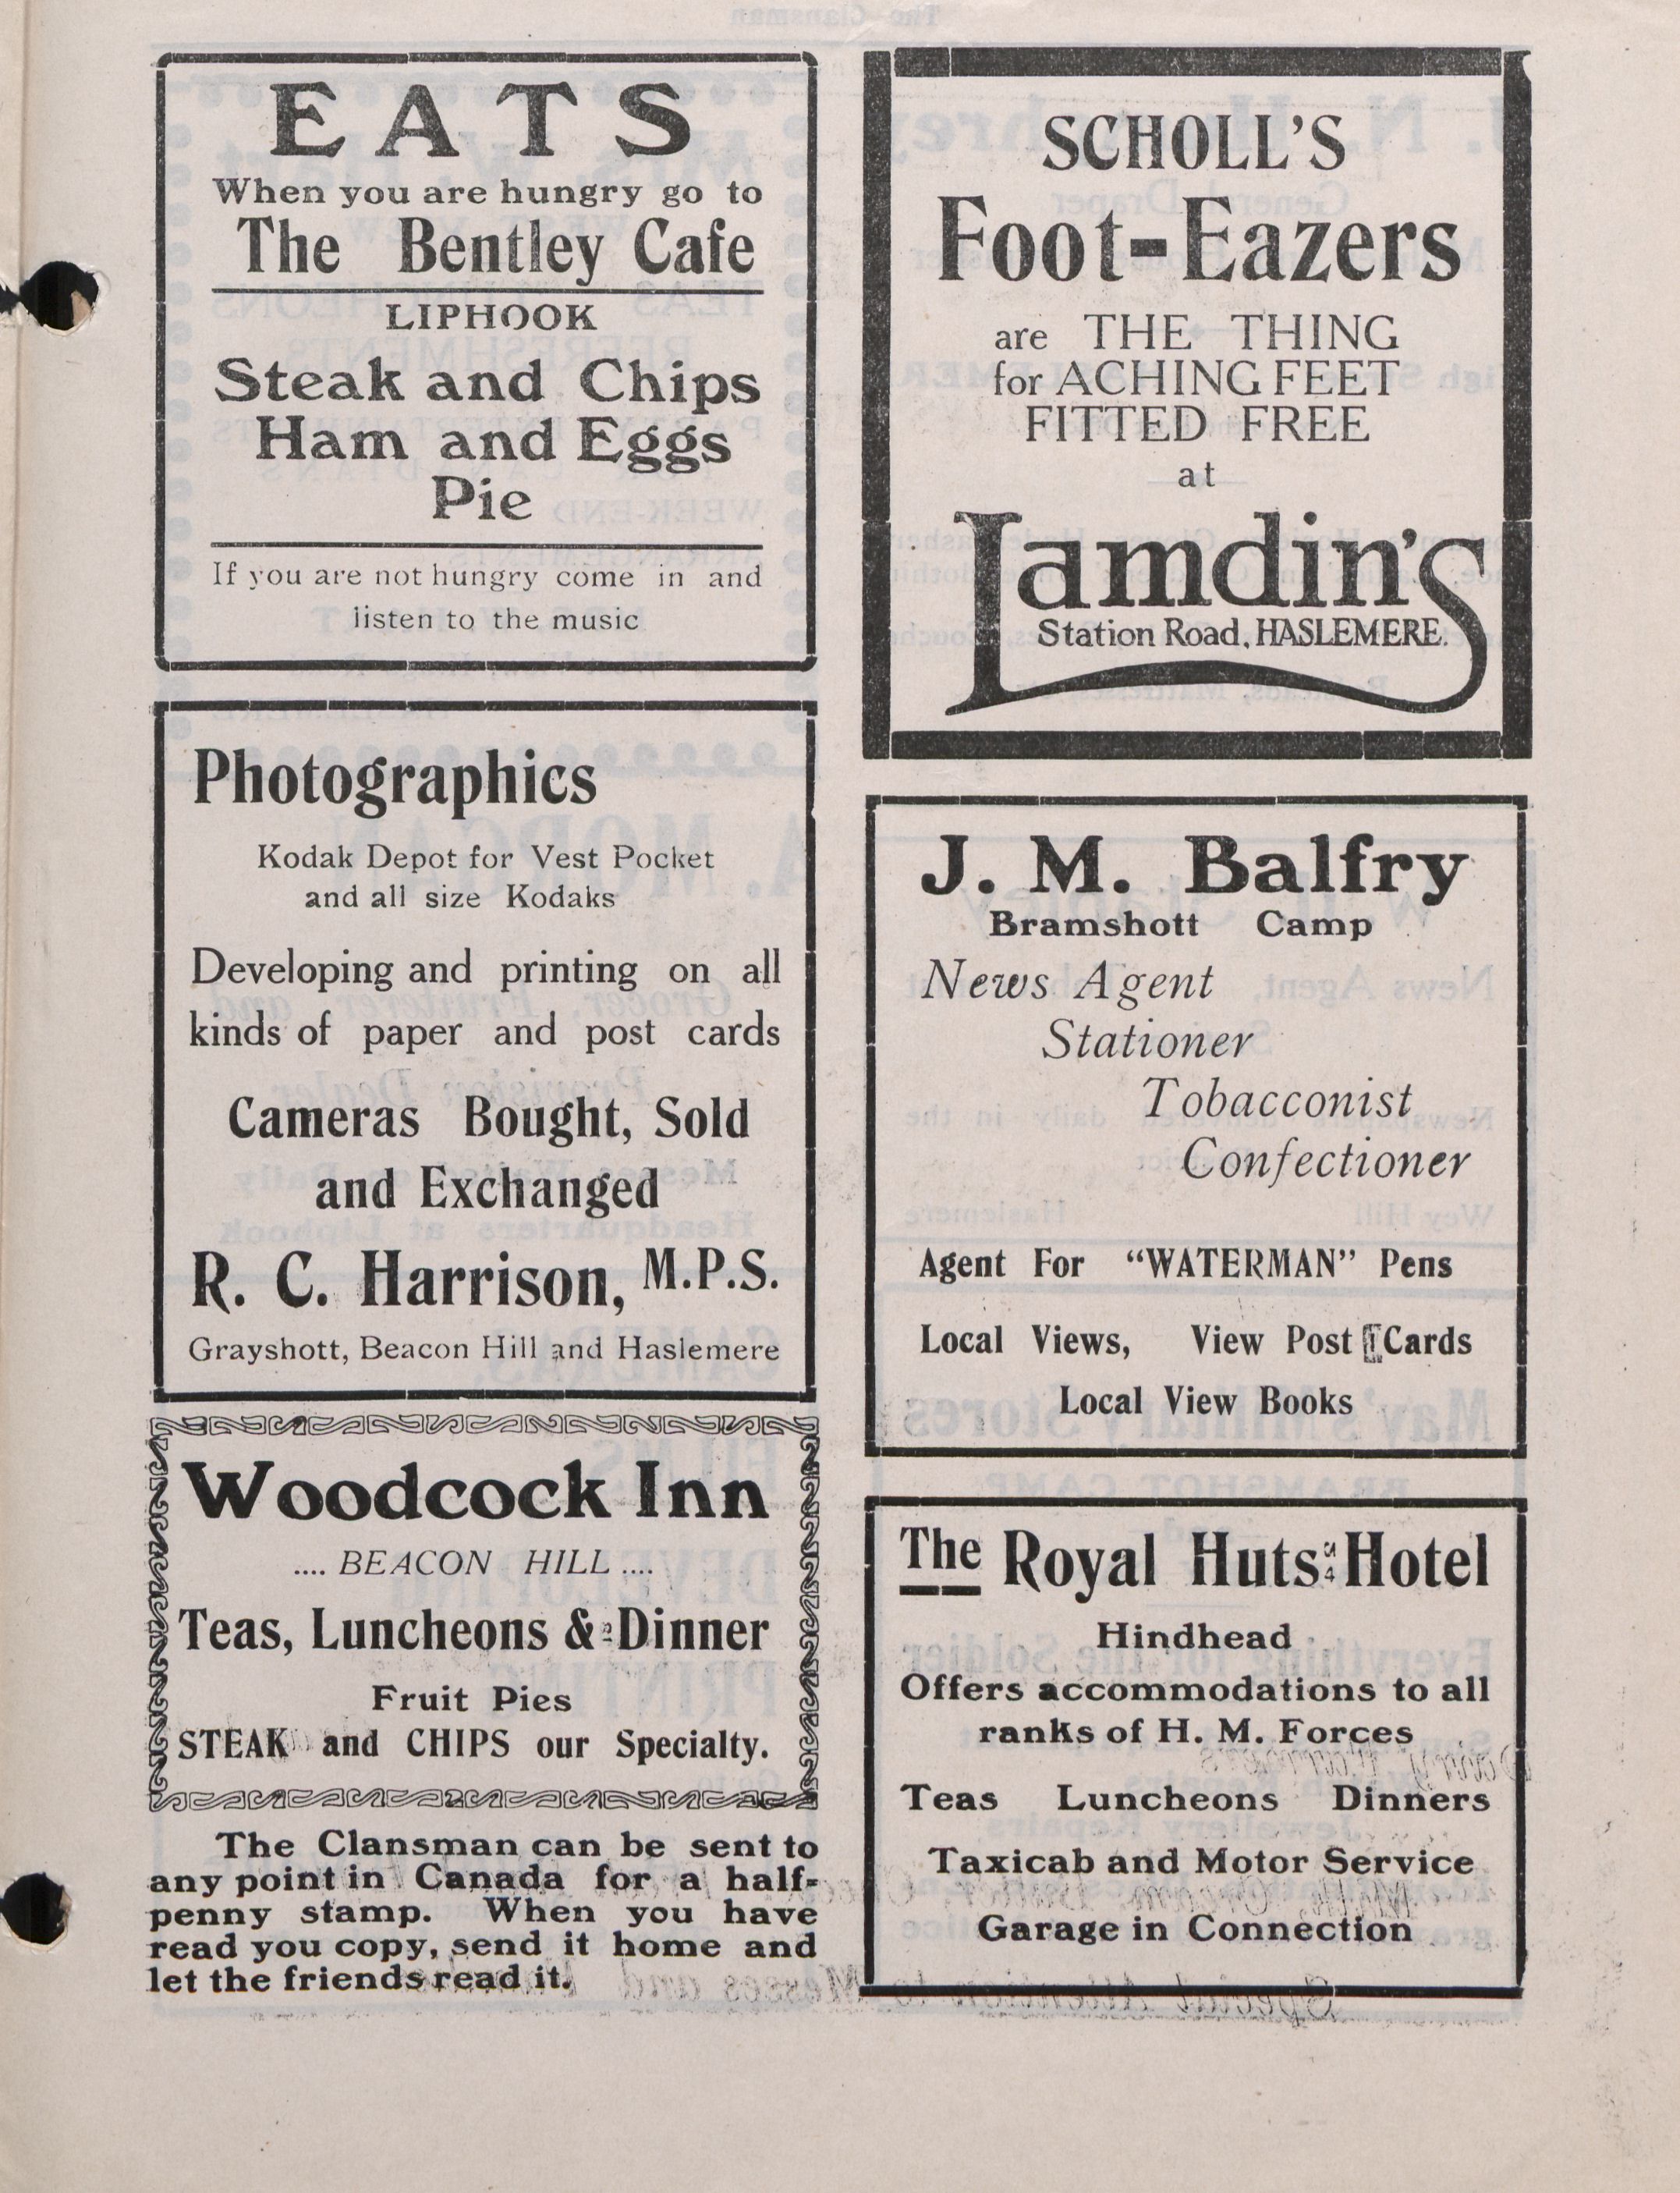 EATS
When you are hungry go to
The Bentley Cafe
LIPHOOK
Steak and Chips
Ham and Eggs
Pie
If you are not hungry come in and
listen to the music
Photographics
Kodak Depot for Vest Pocket
and all size Kodaks
Developing and printing on all
kinds of paper and post cards
Cameras Bought, Sold
and Exchanged
R. C. Harrison, M.P.S.
Grayshott, Beacon Hill and Haslemere
Woodcock Inn
.... BEACON HILL ....
Teas, Luncheons & Dinner
Fruit Pies
STEAK and CHIPS our Specialty.
The Clansman can be sent to
any point in Canada for a half-
penny stamp. When you have
read you copy, send it home and
let the friends read it.
SCHOLL'S
Foot-Eazers
are THE THING
for ACHING FEET
FITTED FREE
at
Lamdin's
Station Road, HASLEMERE.
J. M. Balfry
Bramshott Camp
News Agent
Stationer
Tobacconist
Confectioner
Agent For "WATERMAN" Pens
Local Views, View Post Cards
Local View Books
The Royal Huts Hotel
Hindhead
Offers accommodations to all
ranks of H. M. Forces
Teas Luncheons Dinners
Taxicab and Motor Service
Garage in Connection